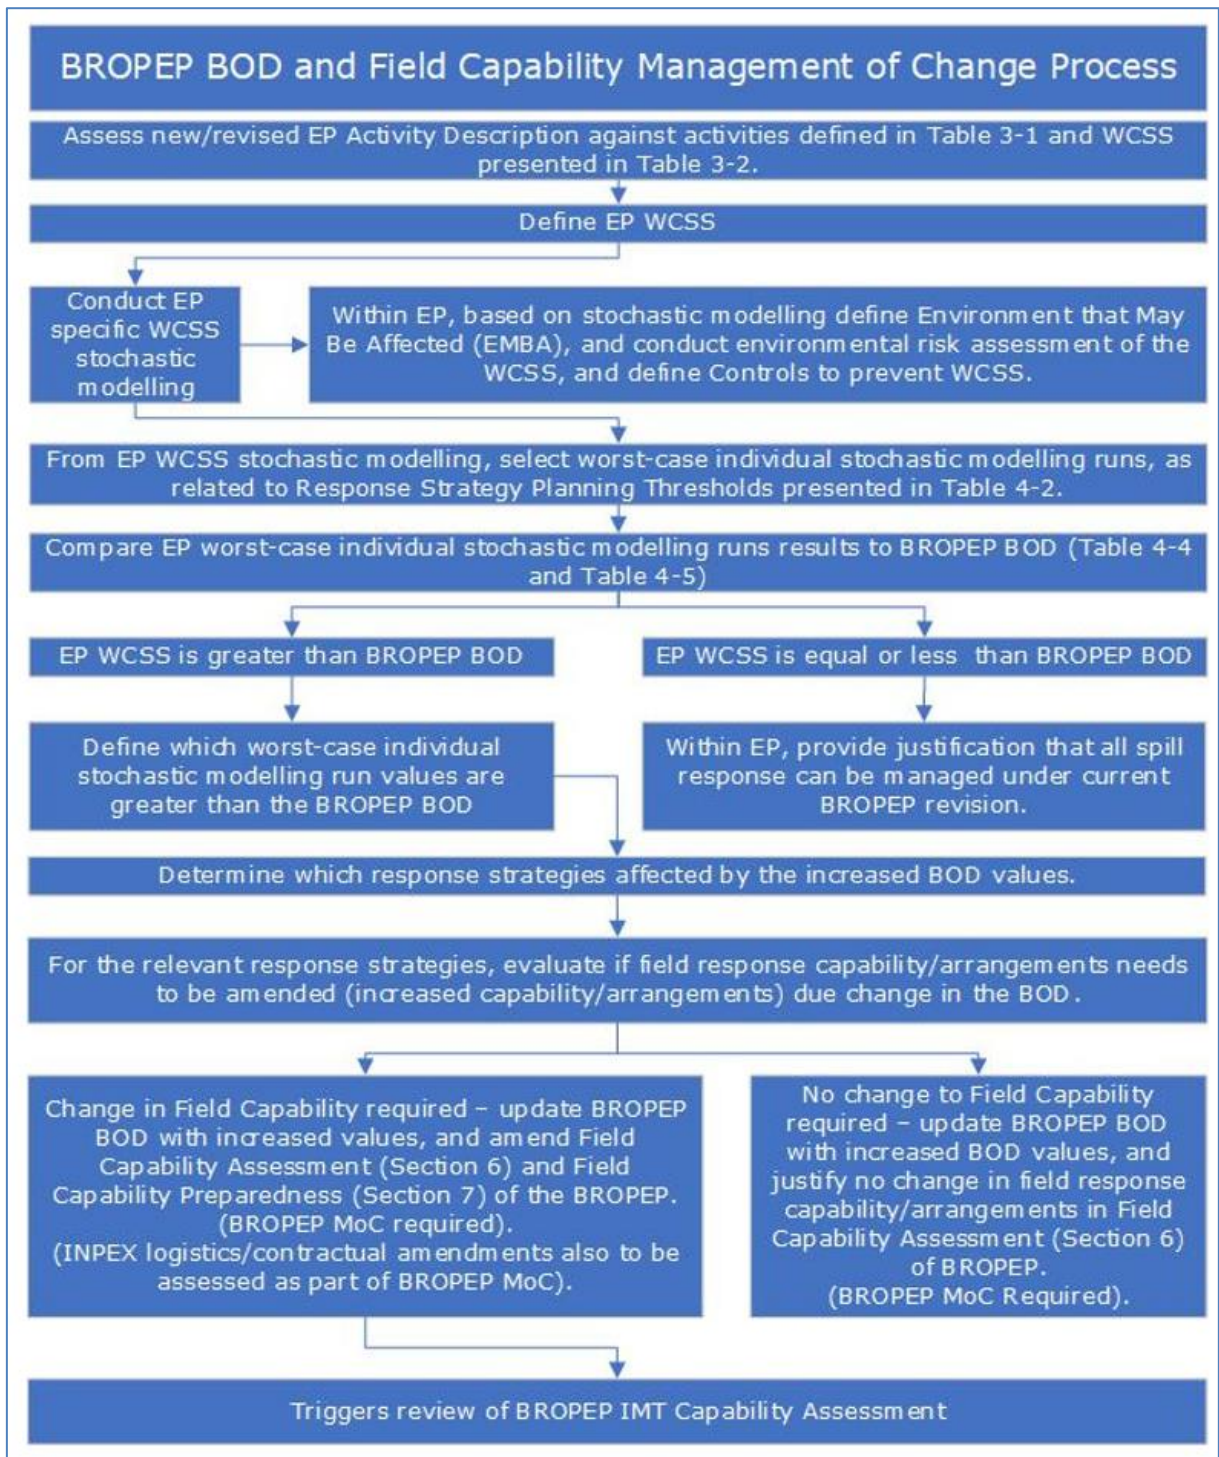 BROPEP BOD and Field Capability Management of Change Process
Assess new/revised EP Activity Description against activities defined in Table 3-1 and WCSS
presented in Table 3-2.
Define EP WCSS
Conduct EP
specific WCSS
stochastic
modelling
Within EP, based on stochastic modelling define Environment that May
Be Affected (EMBA), and conduct environmental risk assessment of the
WCSS, and define Controls to prevent WCSS.
From EP WCSS stochastic modelling, select worst-case individual stochastic modelling runs, as
related to Response Strategy Planning Thresholds presented in Table 4-2.
Compare EP worst-case individual stochastic modelling runs results to BROPEP BOD (Table 4-4
and Table 4-5)
EP WCSS is greater than BROPEP BOD
EP WCSS is equal or less than BROPEP BOD
Define which worst-case individual
stochastic modelling run values are
greater than the BROPEP BOD
Within EP, provide justification that all spill
response can be managed under current
BROPEP revision.
Determine which response strategies affected by the increased BOD values.
For the relevant response strategies, evaluate if field response capability/arrangements needs
to be amended (increased capability/arrangements) due change in the BOD.
Change in Field Capability required – update BROPEP
BOD with increased values, and amend Field
Capability Assessment (Section 6) and Field
Capability Preparedness (Section 7) of the BROPEP.
(BROPEP MoC required).
(INPEX logistics/contractual amendments also to be
assessed as part of BROPEP MoC).
No change to Field Capability
required – update BROPEP BOD
with increased BOD values, and
justify no change in field response
capability/arrangements in Field
Capability Assessment (Section 6)
of BROPEP.
(BROPEP MoC Required).
Triggers review of BROPEP IMT Capability Assessment